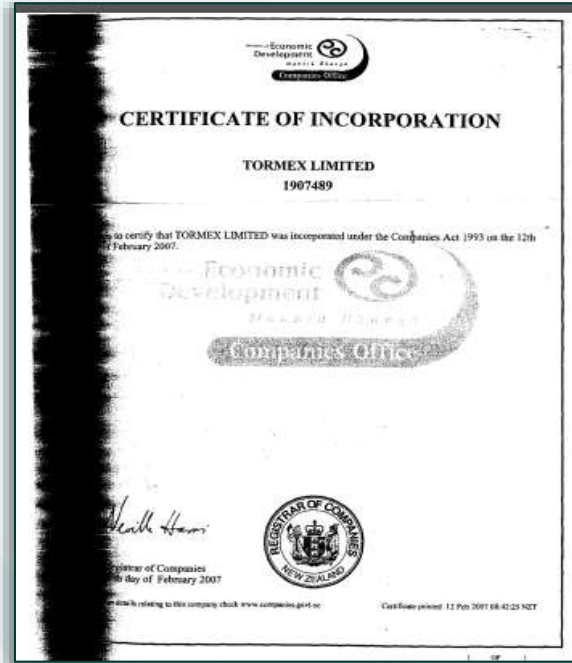 Economic
Development
Companies Office
CERTIFICATE OF INCORPORATION
TORMEX LIMITED
1907489
to certify that TORMEX LIMITED was incorporated under the Companies Act 1993 on the 12th
February 2007.
Economic
Development
Companies Office
Neville Harris
REGISTRAR OF COMPANIES
NEW ZEALAND
Registrar of Companies
day of February 2007
details relating to this company check www.companies.govt.nz
Certificate printed 12 Feb 2007 08:42:25 NZT